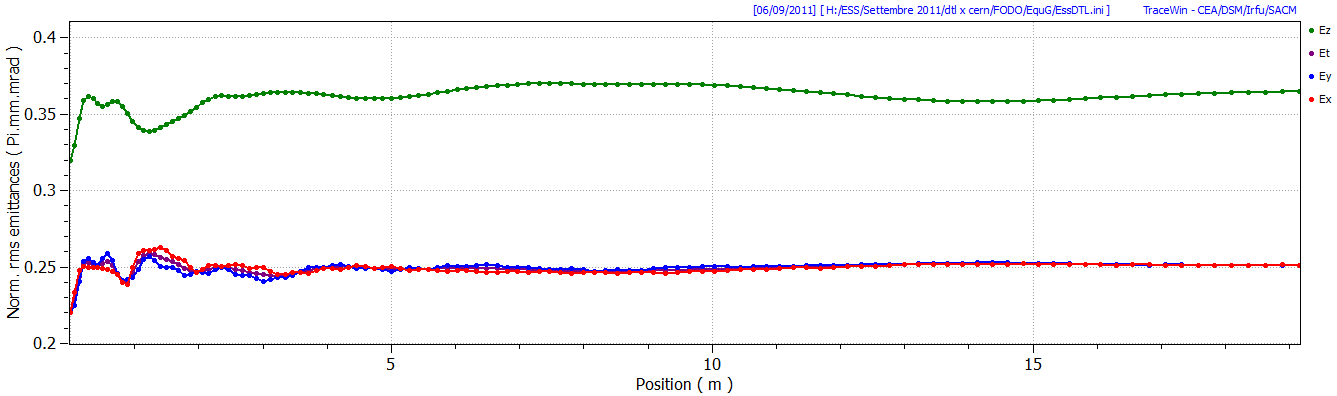 [06/09/2011] [ H:/ESS/Settembre 2011/dtl x cern/FODO/EquG/EssDTL.ini ] TraceWin - CEA/DSM/Irfu/SACM
Norm. rms emittances ( Pi.mm.mrad )
0.4
0.35
0.3
0.25
0.2
Ez
Et
Ey
Ex
5 10 15
Position ( m )